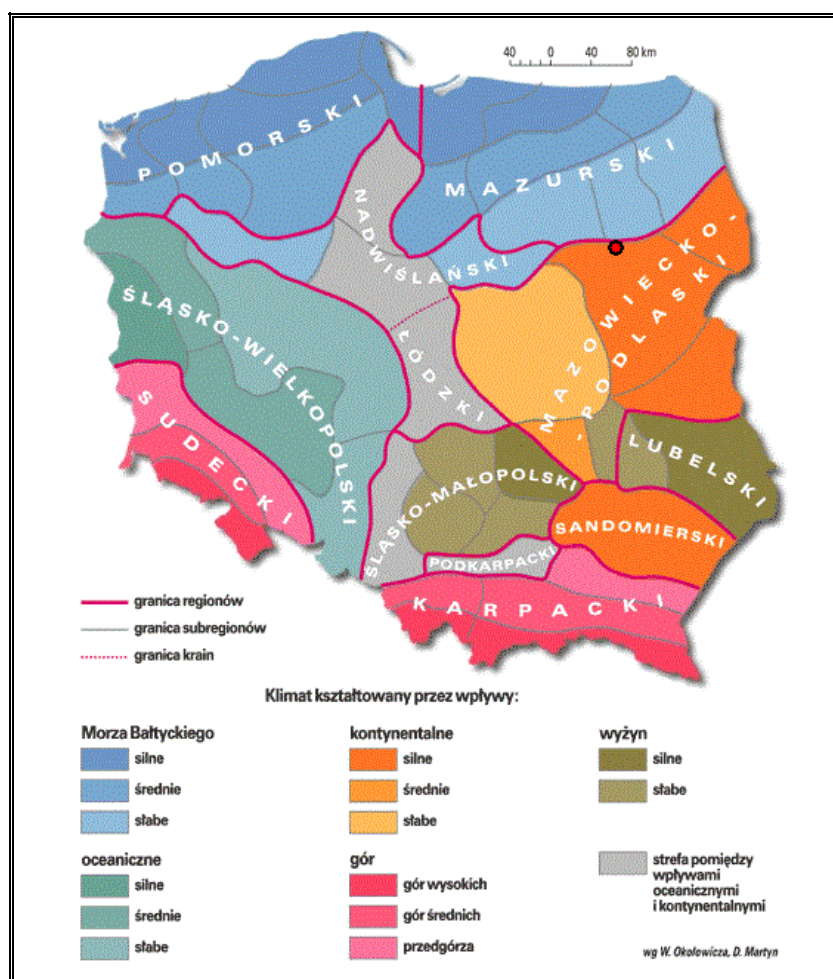 40 0 40 80 km
POMORSKI
MAZURSKI
NADWIŚLAŃSKI
MAZOWIECKO-
-PODLASKI
ŚLĄSKO-WIELKOPOLSKI
ŁÓDZKI
SUDECKI
LUBELSKI
ŚLĄSKO-MAŁOPOLSKI
SANDOMIERSKI
PODKARPACKI
KARPACKI
granica regionów
granica subregionów
granica krain
Klimat kształtowany przez wpływy:
Morza Bałtyckiego
silne
średnie
słabe
kontynentalne
silne
średnie
słabe
wyżyn
silne
słabe
oceaniczne
silne
średnie
słabe
gór
gór wysokich
gór średnich
przedgórza
strefa pomiędzy
wpływami
oceanicznymi
i kontynentalnymi
wg W. Okołowicza, D. Martyn